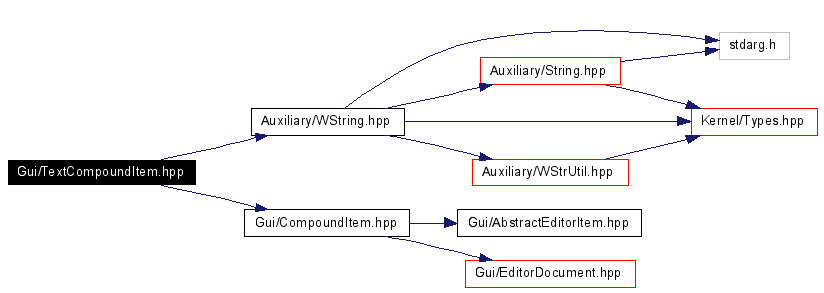 stdarg.h
Auxiliary/String.hpp
Auxiliary/WString.hpp
Kernel/Types.hpp
Gui/TextCompoundItem.hpp
Auxiliary/WStrUtil.hpp
Gui/CompoundItem.hpp
Gui/AbstractEditorItem.hpp
Gui/EditorDocument.hpp